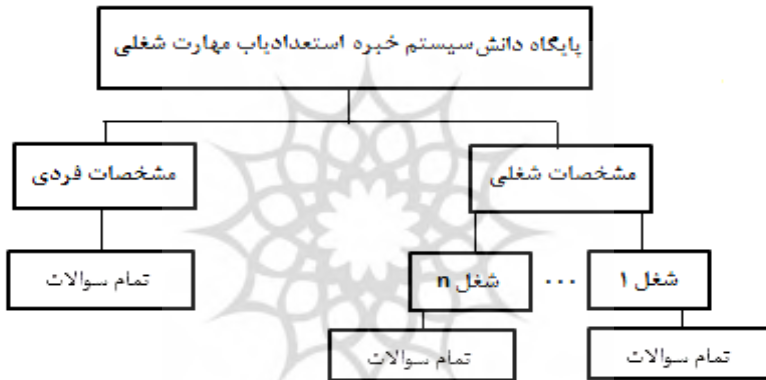 پایگاه دانش سیستم خبره استعدادیاب مهارت شغلی
مشخصات شغلی
مشخصات فردی
شغل ۱
...
شغل n
تمام سوالات
تمام سوالات
تمام سوالات